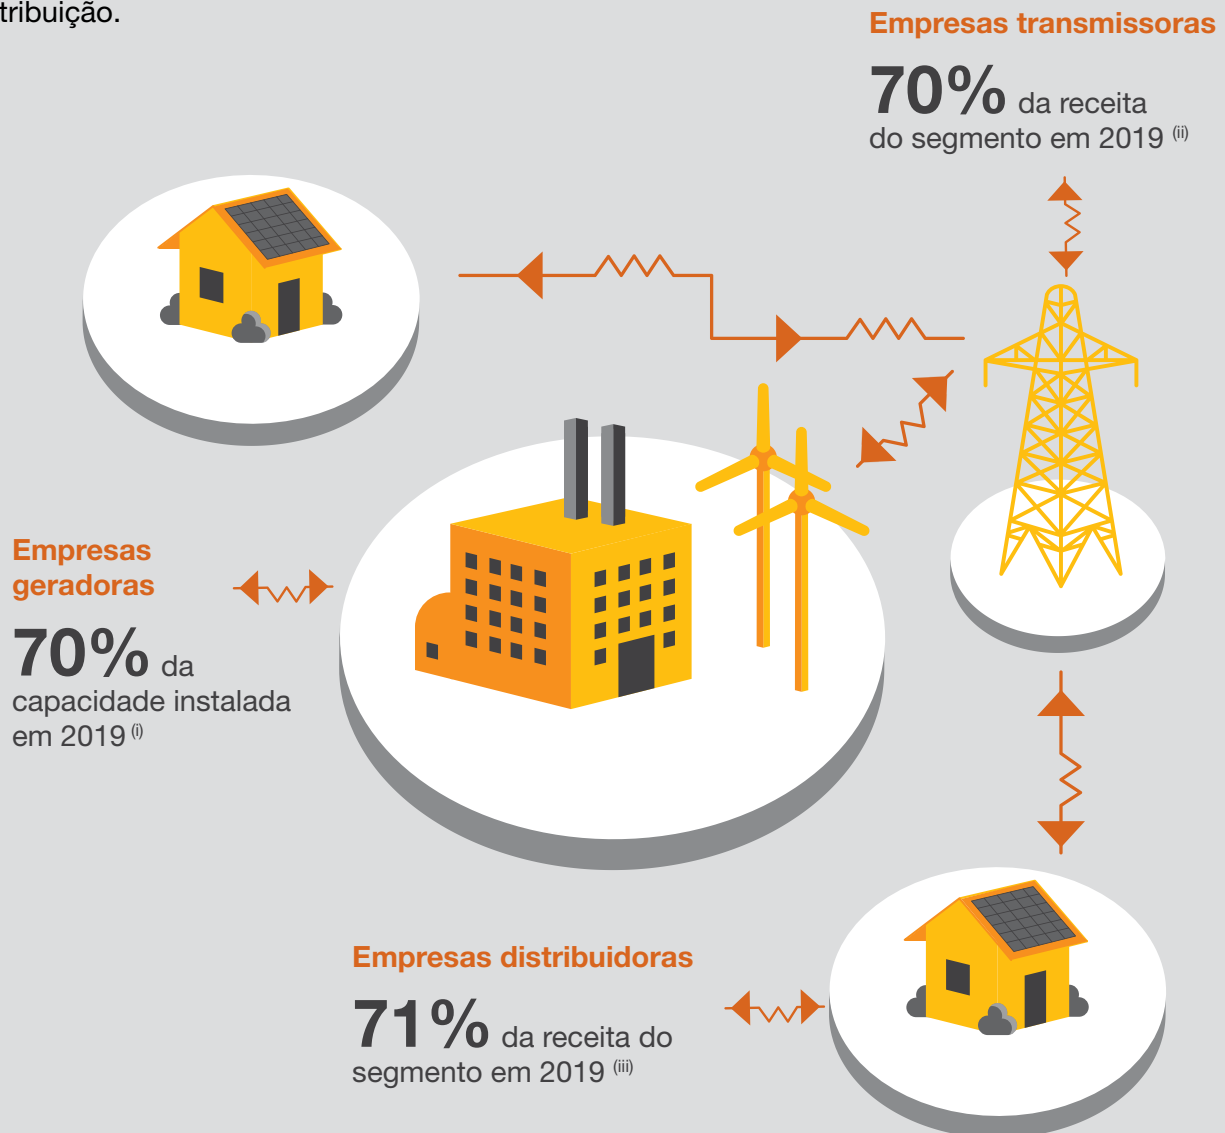 tribuição.
Empresas transmissoras
70% da receita
do segmento em 2019 (ii)
Empresas
geradoras
70% da
capacidade instalada
em 2019 (i)
Empresas distribuidoras
71% da receita do
segmento em 2019 (iii)